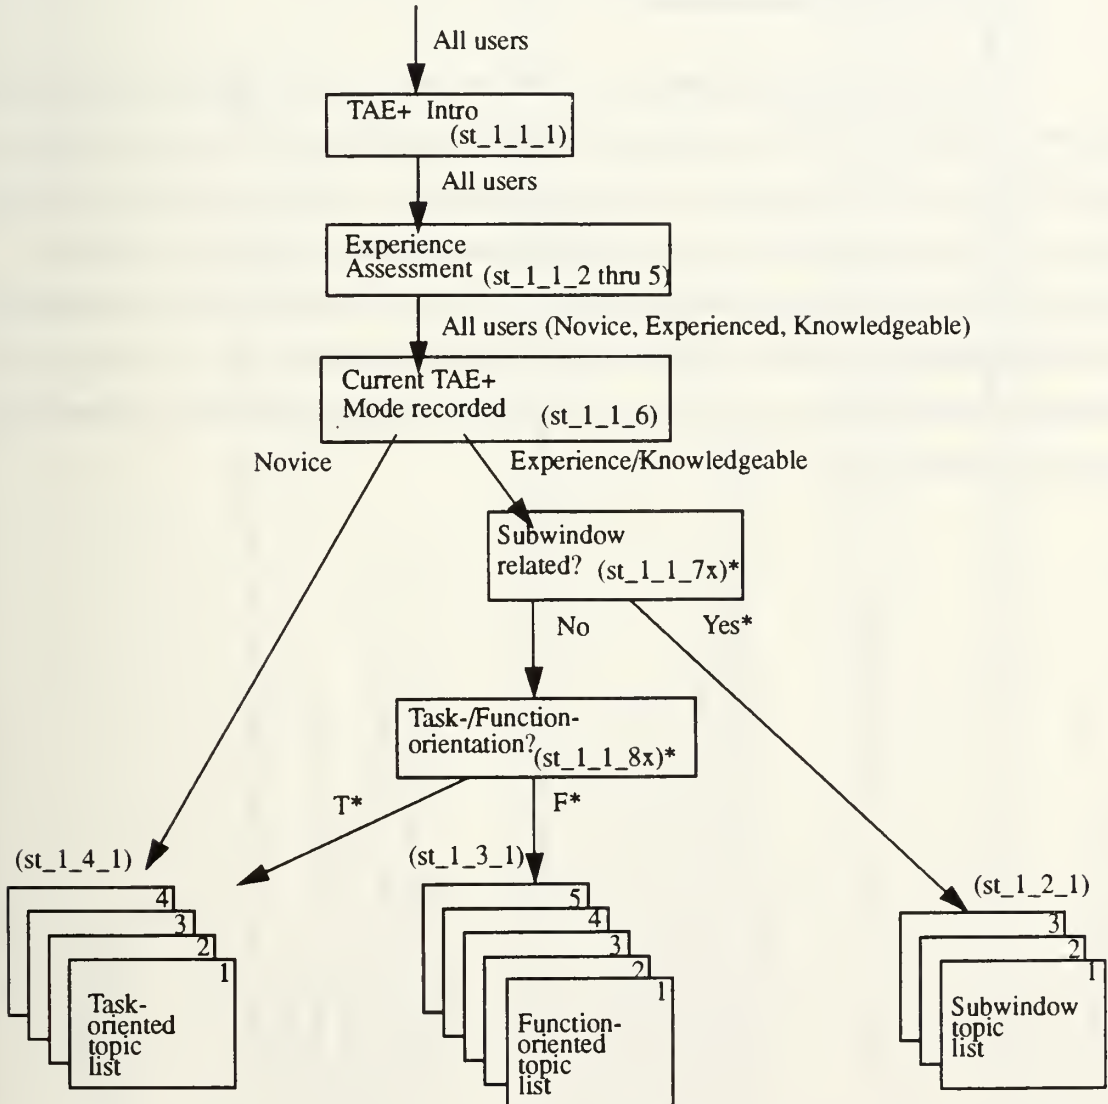 All users
TAE+ Intro
(st_1_1_1)
All users
Experience
Assessment (st_1_1_2 thru 5)
All users (Novice, Experienced, Knowledgeable)
Current TAE+
Mode recorded (st_1_1_6)
Novice
Experience/Knowledgeable
Subwindow
related? (st_1_1_7x)*
No
Yes*
Task-/Function-
orientation? (st_1_1_8x)*
T*
F*
(st_1_4_1)
4
3
2
1
Task-
oriented
topic
list
(st_1_3_1)
5
4
3
2
1
Function-
oriented
topic
list
(st_1_2_1)
3
2
1
Subwindow
topic
list